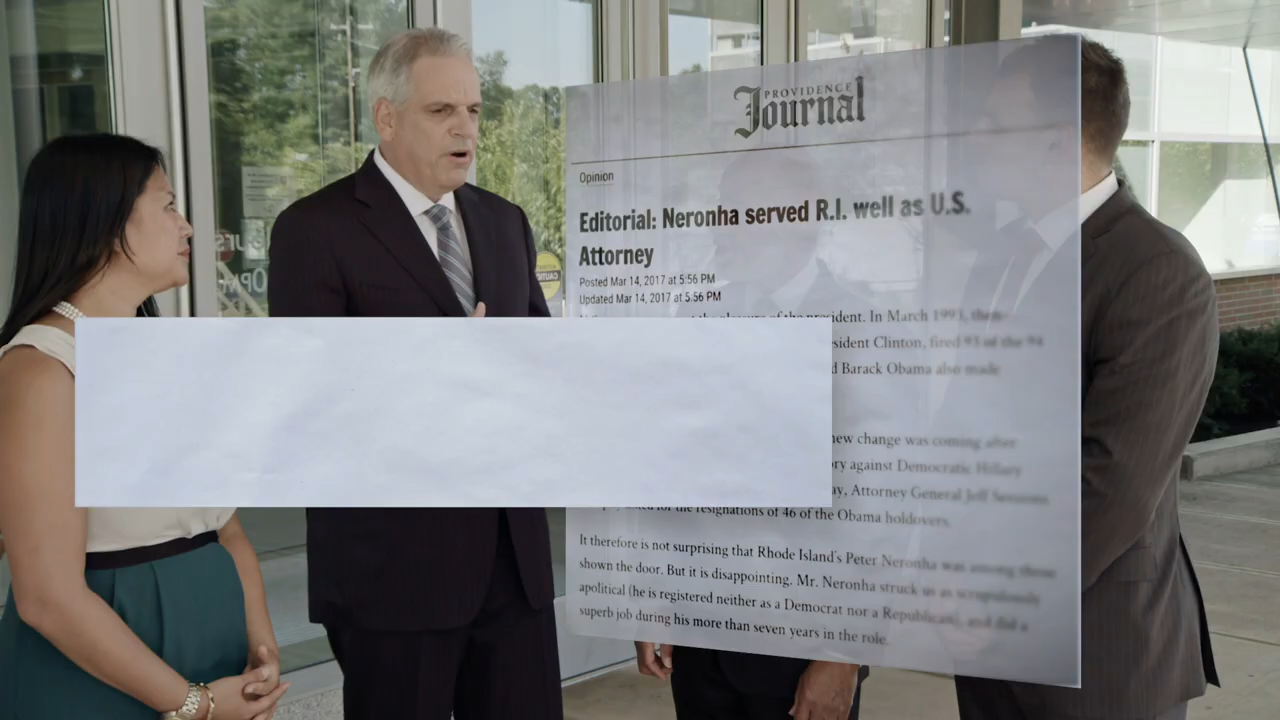 PROVIDENCE
Journal
Opinion
Editorial: Neronha served R.I. well as U.S.
Attorney
Posted Mar 14, 2017 at 5:56 PM
Updated Mar 14, 2017 at 5:56 PM
the pleasure of the president. In March 1993, then-
Clinton, fired 93 of the 94
Barack Obama also made
new change was coming after
against Democratic Hillary
Attorney General Jeff Sessions
for the resignations of 46 of the Obama holdovers.
It therefore is not surprising that Rhode Island's Peter Neronha was among those
shown the door. But it is disappointing. Mr. Neronha struck us as scrupulously
apolitical (he is registered neither as a Democrat nor a Republican), and did a
superb job during his more than seven years in the role.
CAUTION